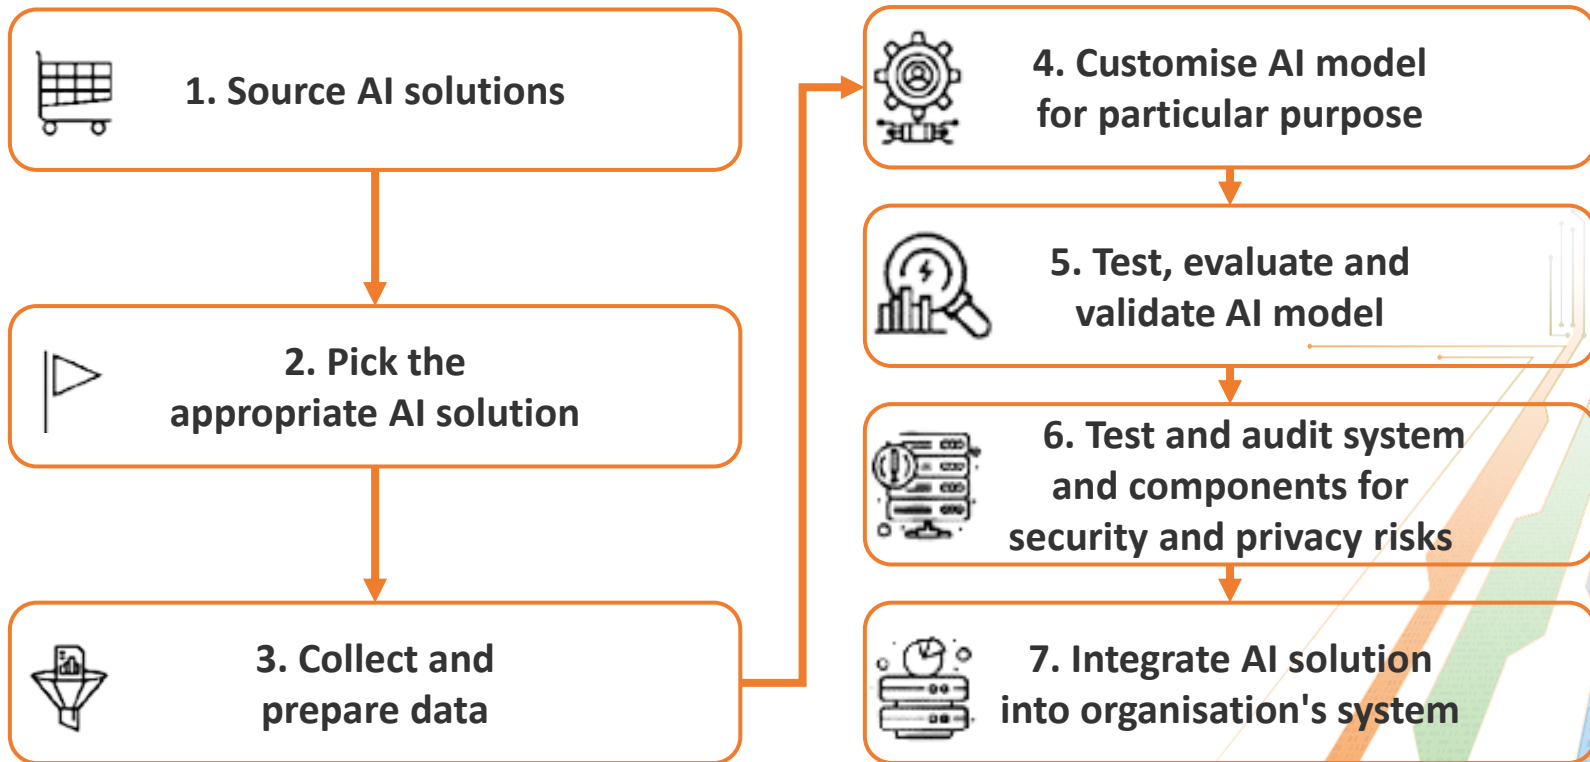 1. Source AI solutions
2. Pick the
appropriate AI solution
3. Collect and
prepare data
4. Customise AI model
for particular purpose
5. Test, evaluate and
validate AI model
6. Test and audit system
and components for
security and privacy risks
7. Integrate AI solution
into organisation's system